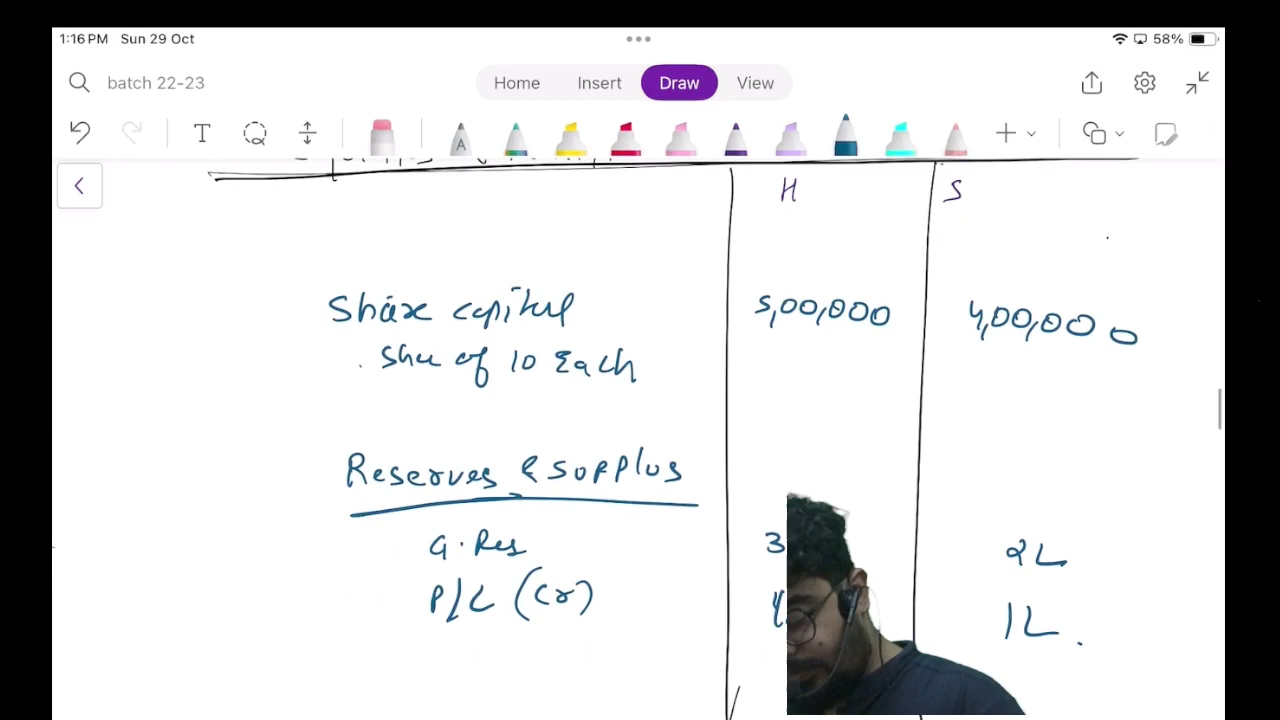 1:16 PM Sun 29 Oct
58%
batch 22-23
Home Insert Draw View
T
A
H S
Share capital 5,00,000 4,00,000
of 10 Each
Reserves & Surplus
G. Res 3 2L
P/L (Cr) 1L.